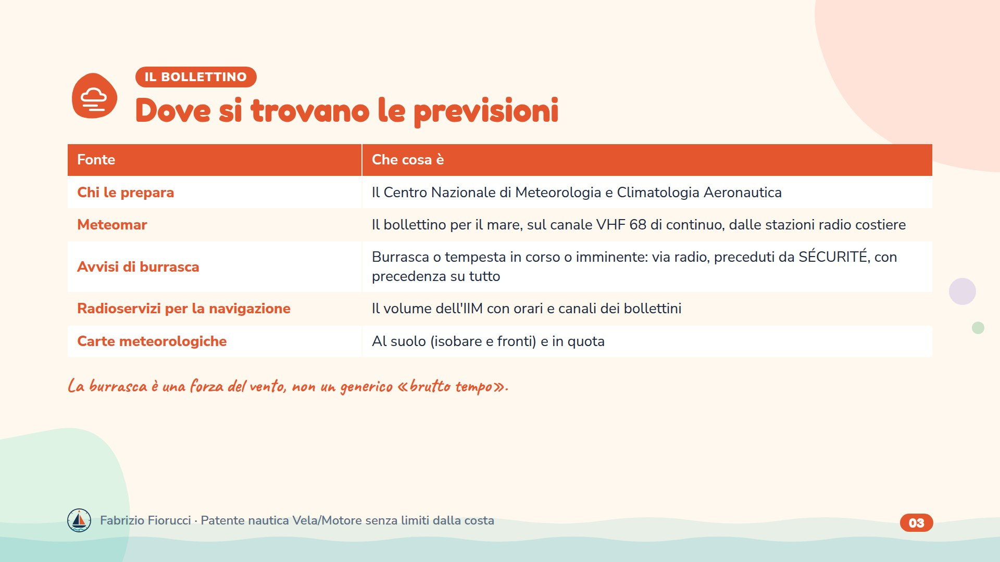 IL BOLLETTINO
Dove si trovano le previsioni
Fonte
Che cosa è
Chi le prepara
Il Centro Nazionale di Meteorologia e Climatologia Aeronautica
Meteomar
Il bollettino per il mare, sul canale VHF 68 di continuo, dalle stazioni radio costiere
Avvisi di burrasca
Burrasca o tempesta in corso o imminente: via radio, preceduti da SÉCURITÉ, con
precedenza su tutto
Radioservizi per la navigazione
Il volume dell'IIM con orari e canali dei bollettini
Carte meteorologiche
Al suolo (isobare e fronti) e in quota
La burrasca è una forza del vento, non un generico «brutto tempo».
Fabrizio Fiorucci · Patente nautica Vela/Motore senza limiti dalla costa
03